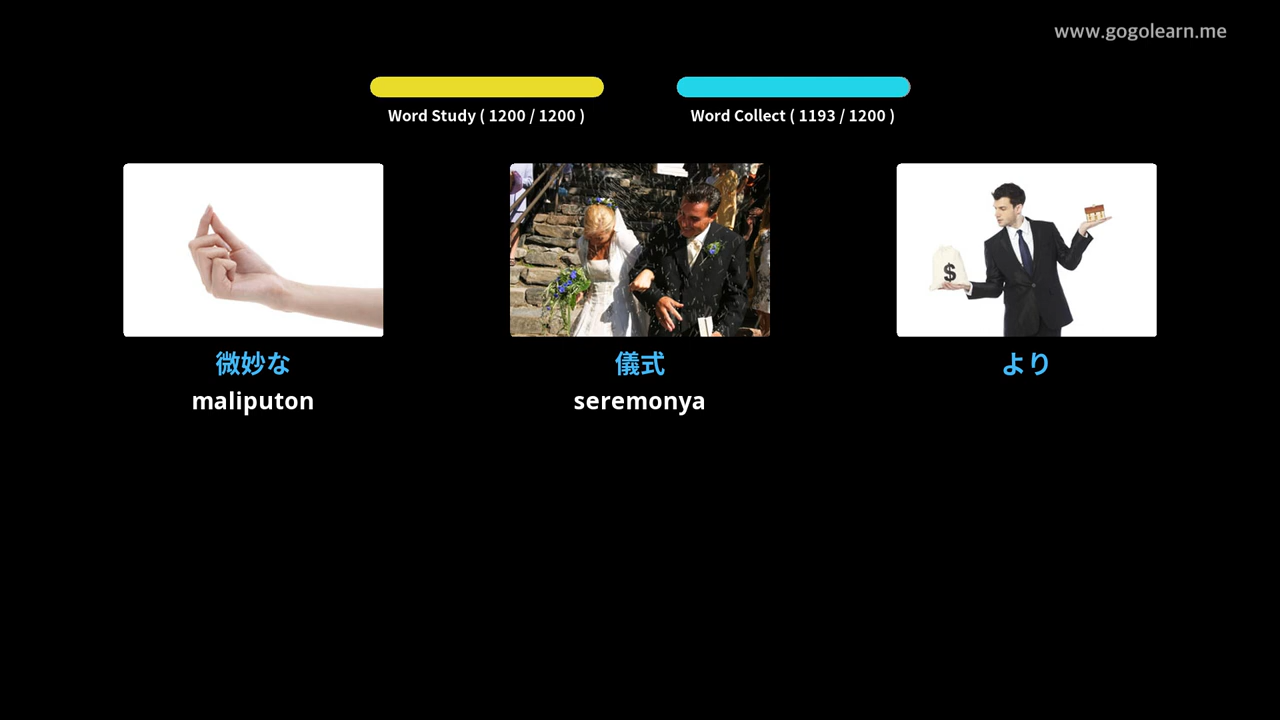 www.gogolearn.me
Word Study ( 1200 / 1200 )
Word Collect ( 1193 / 1200 )
微妙な
maliputon
儀式
seremonya
より
$